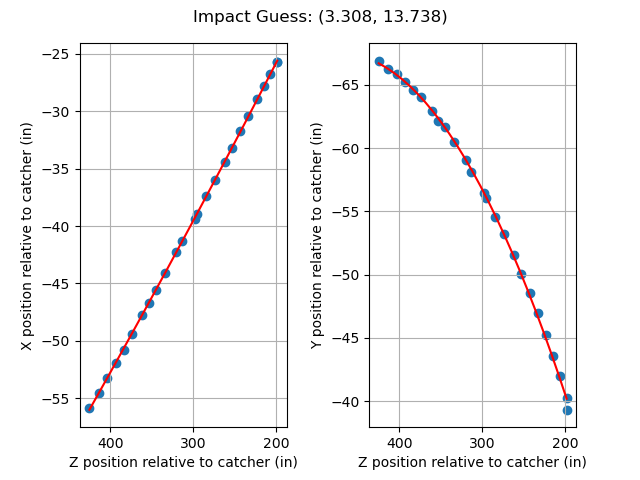 Impact Guess: (3.308, 13.738)
X position relative to catcher (in)
−25
−30
−35
−40
−45
−50
−55
400 300 200
Z position relative to catcher (in)
Y position relative to catcher (in)
−65
−60
−55
−50
−45
−40
400 300 200
Z position relative to catcher (in)